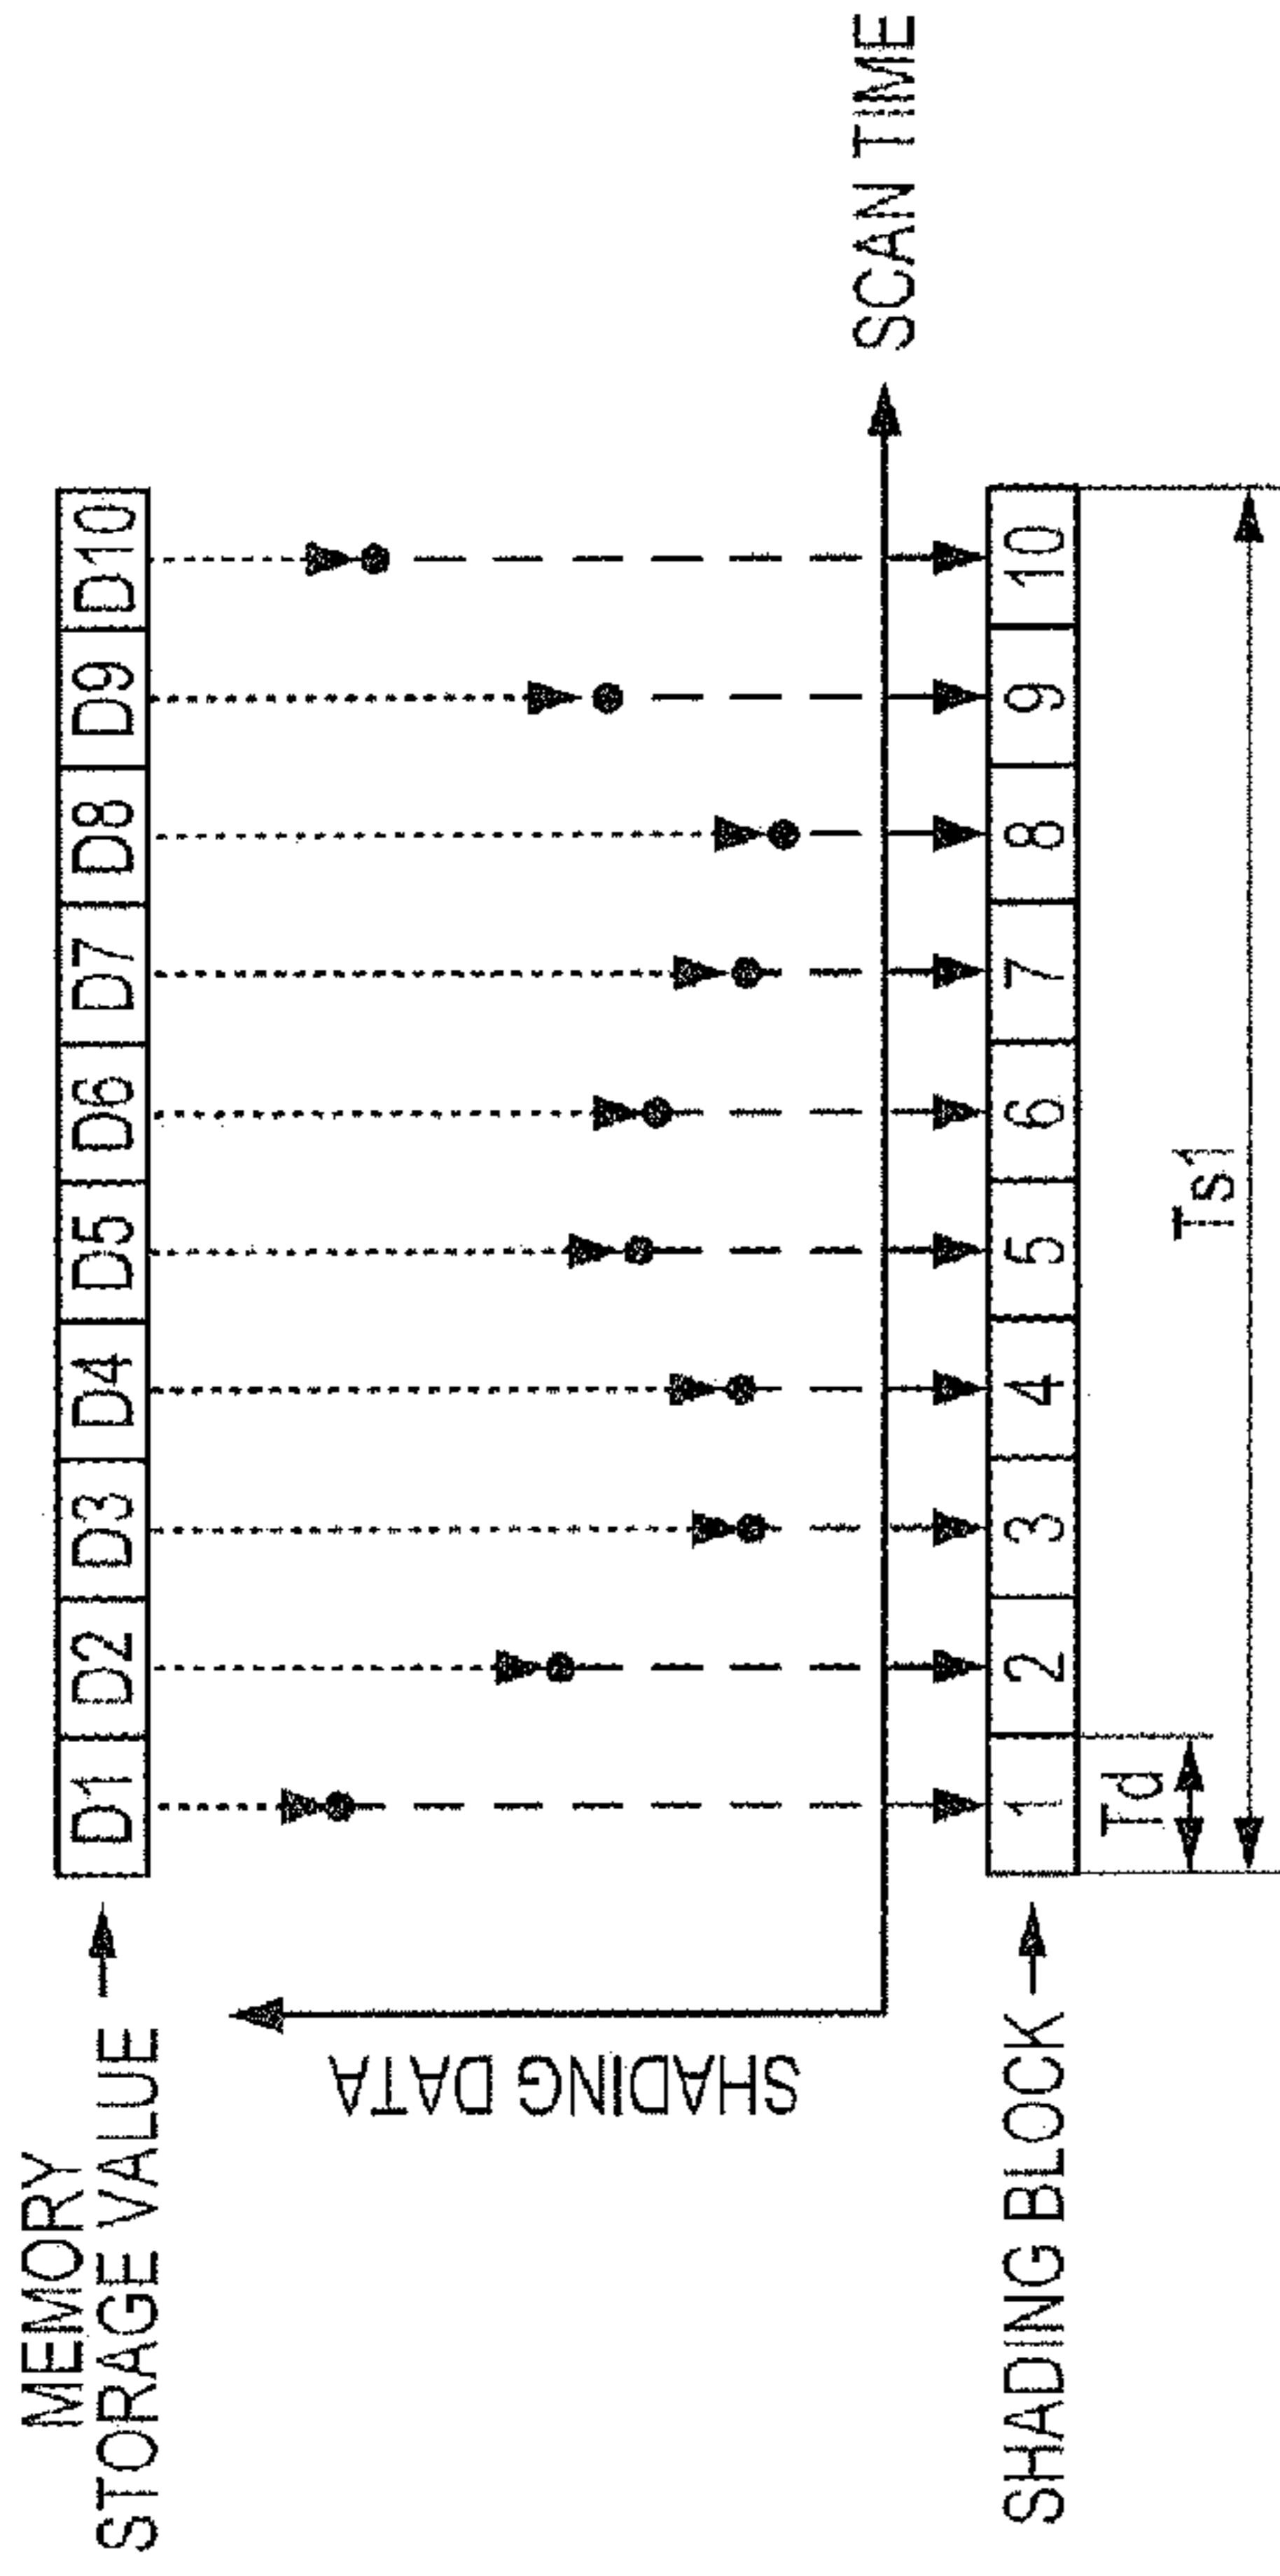 MEMORY
STORAGE VALUE
D1 D2 D3 D4 D5 D6 D7 D8 D9 D10
SHADING DATA
SCAN TIME
SHADING BLOCK
1 2 3 4 5 6 7 8 9 10
Td
Ts1